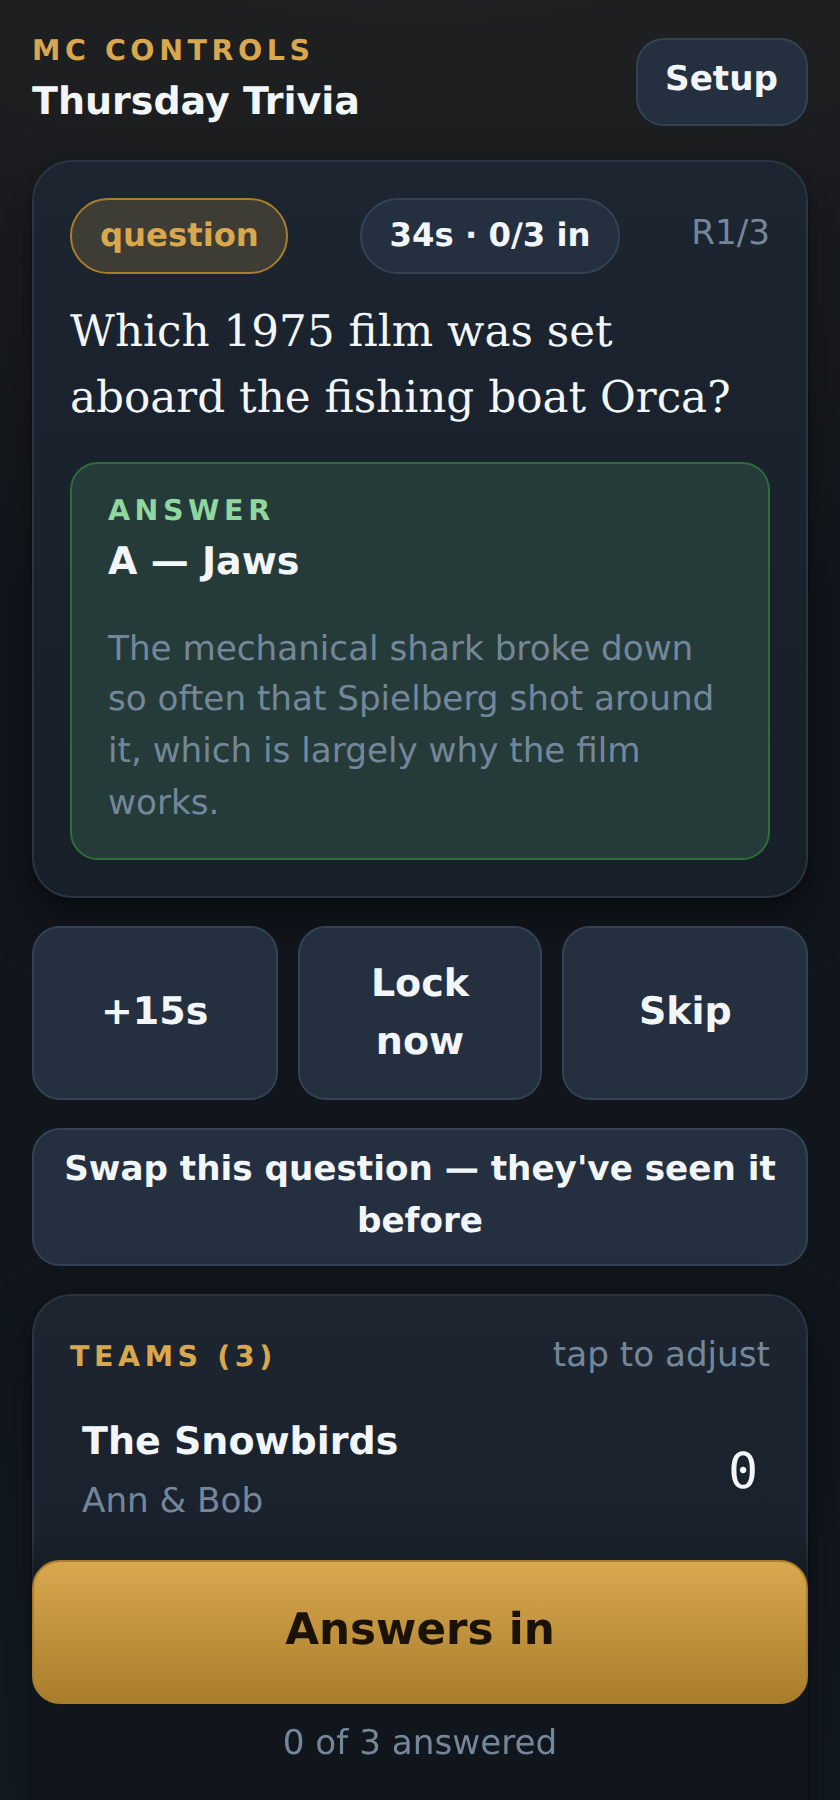 MC CONTROLS
Thursday Trivia
Setup
question
34s · 0/3 in
R1/3
Which 1975 film was set
aboard the fishing boat Orca?
ANSWER
A — Jaws
The mechanical shark broke down
so often that Spielberg shot around
it, which is largely why the film
works.
+15s
Lock
now
Skip
Swap this question — they've seen it
before
TEAMS (3)
tap to adjust
The Snowbirds
Ann & Bob
0
Answers in
0 of 3 answered